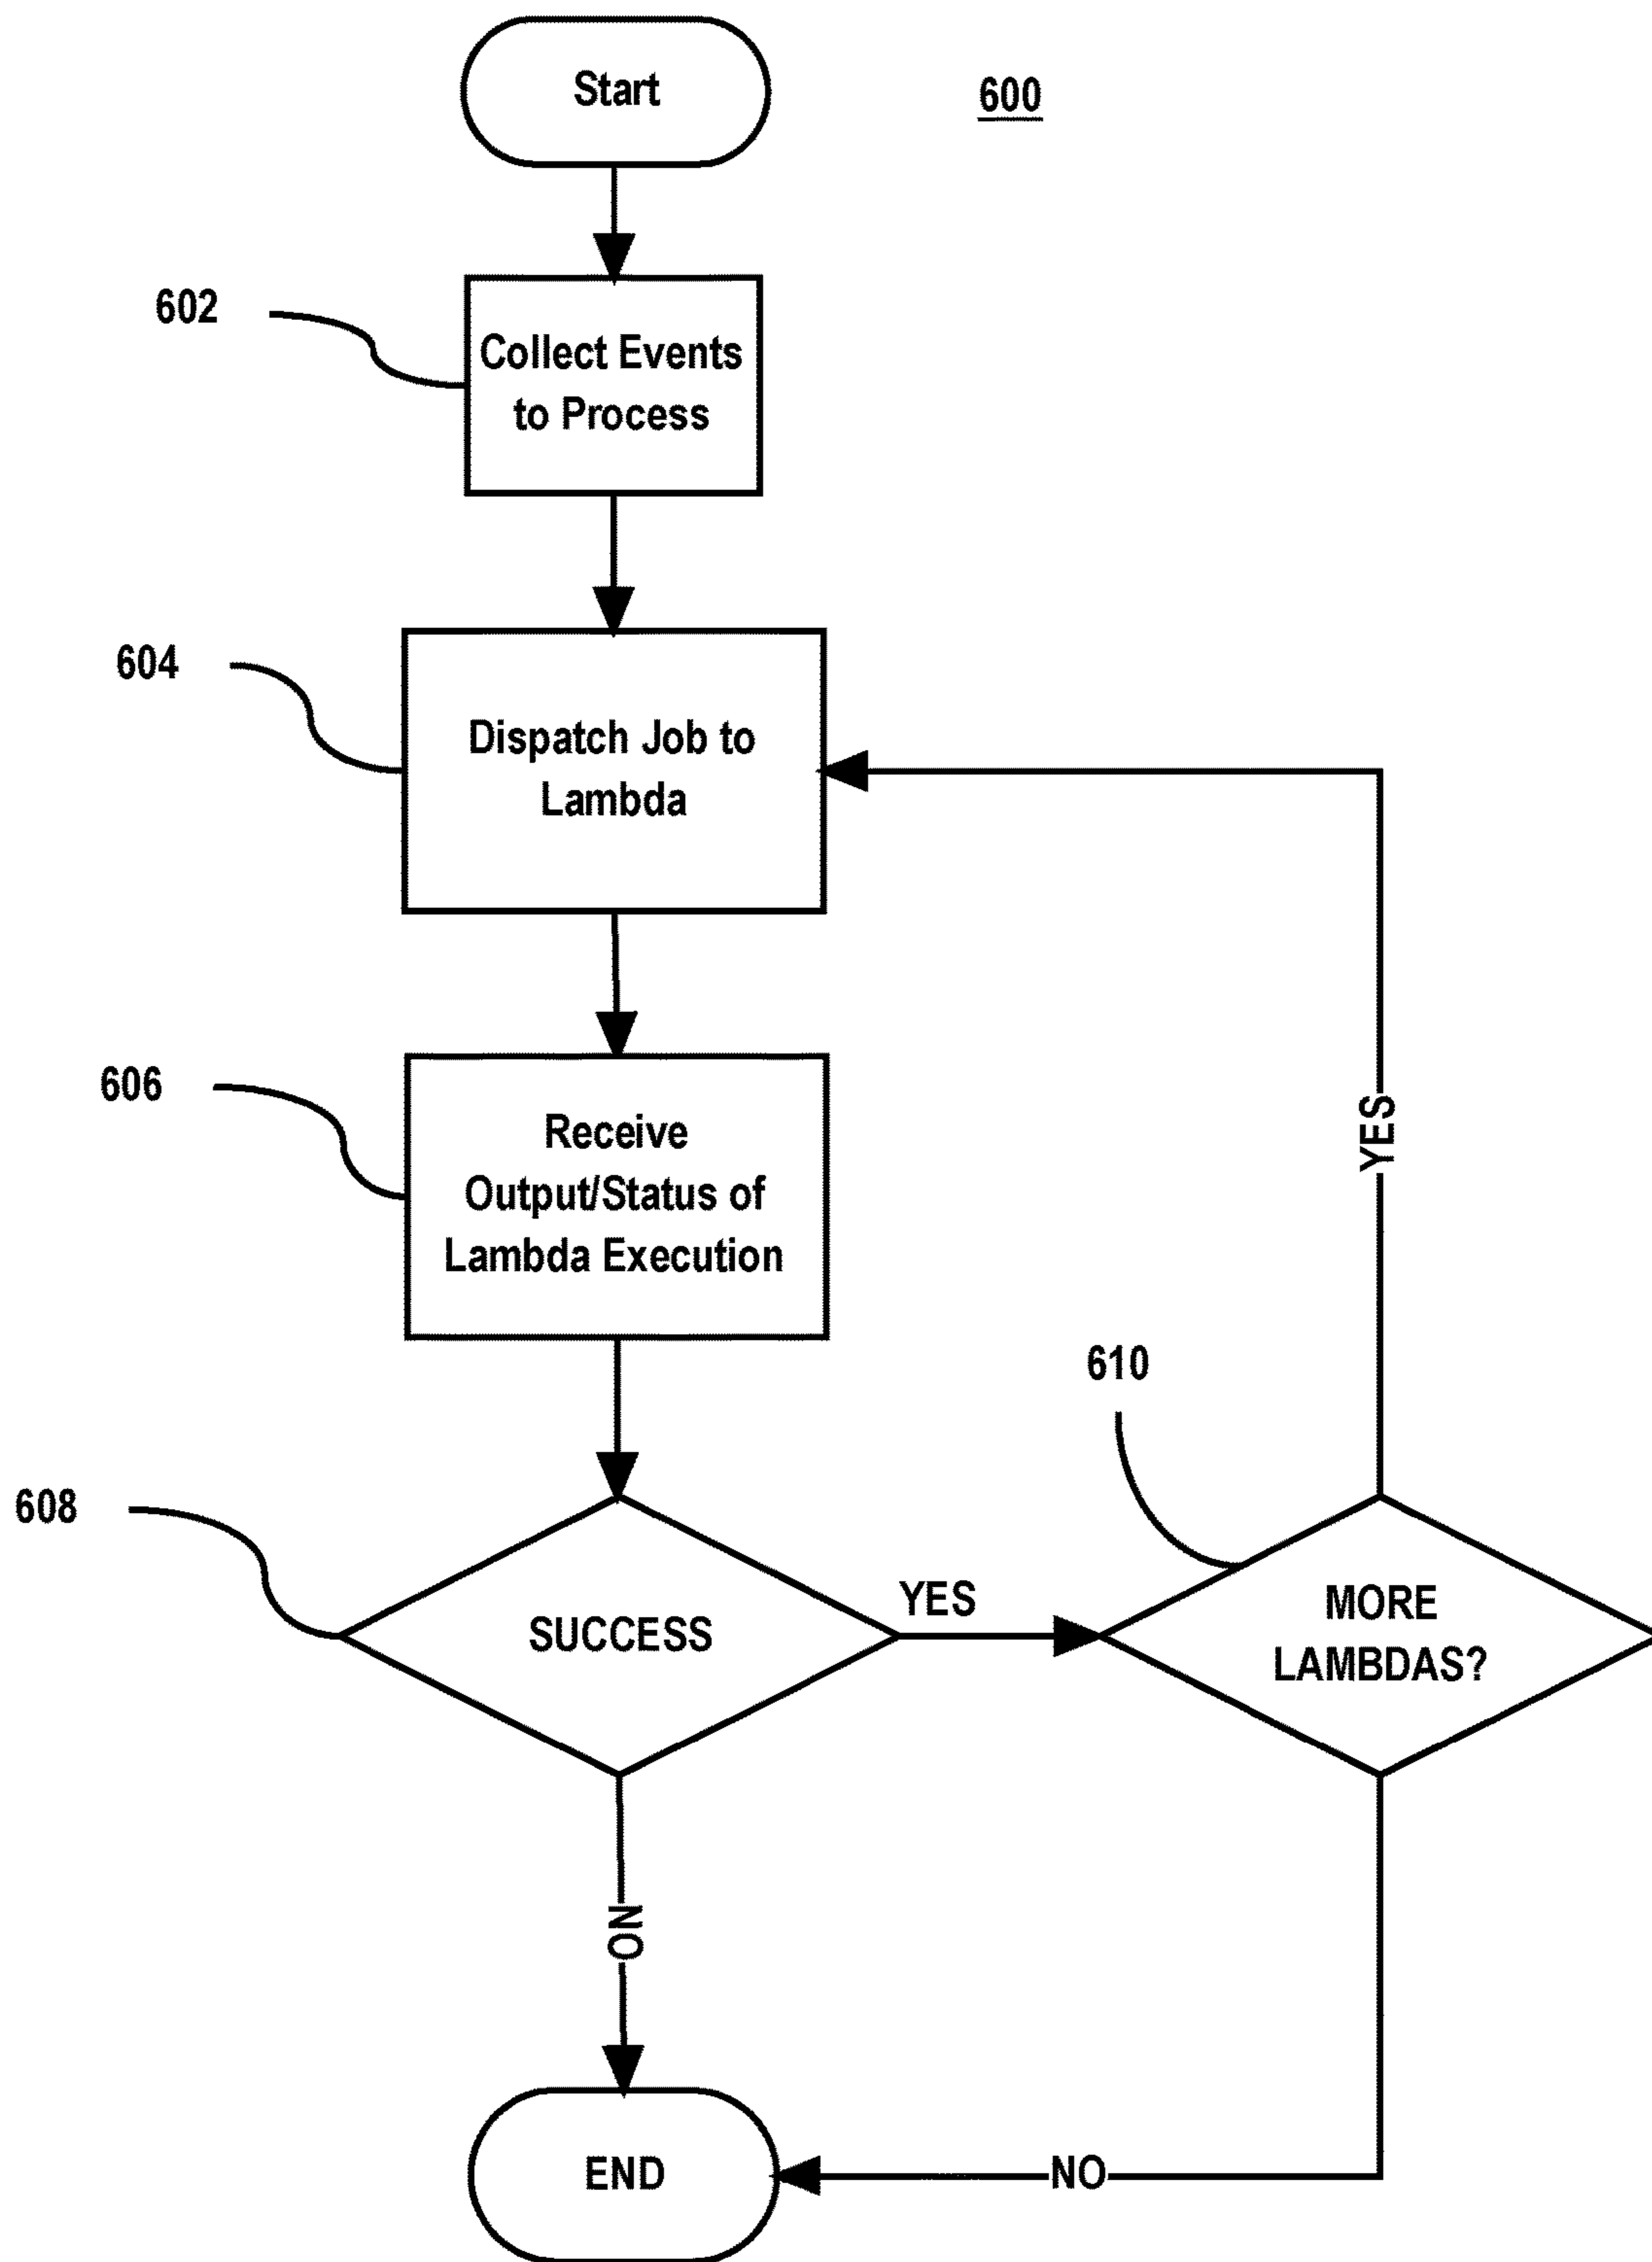 Start
600
602
Collect Events
to Process
604
Dispatch Job to
Lambda
606
Receive
Output/Status of
Lambda Execution
YES
610
608
SUCCESS
YES
MORE
LAMBDAS?
NO
END
NO